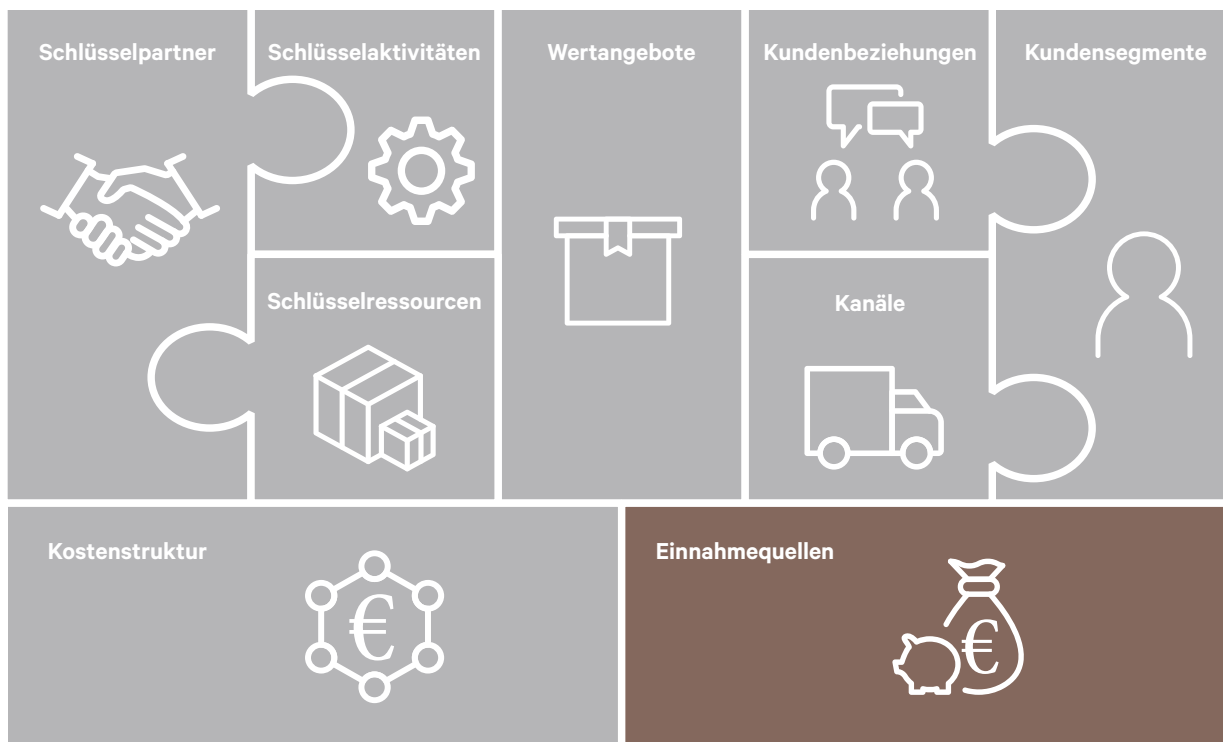 Schlüsselpartner
Schlüsselaktivitäten
Wertangebote
Kundenbeziehungen
Kundensegmente
Schlüsselressourcen
Kanäle
Kostenstruktur
€
Einnahmequellen
€